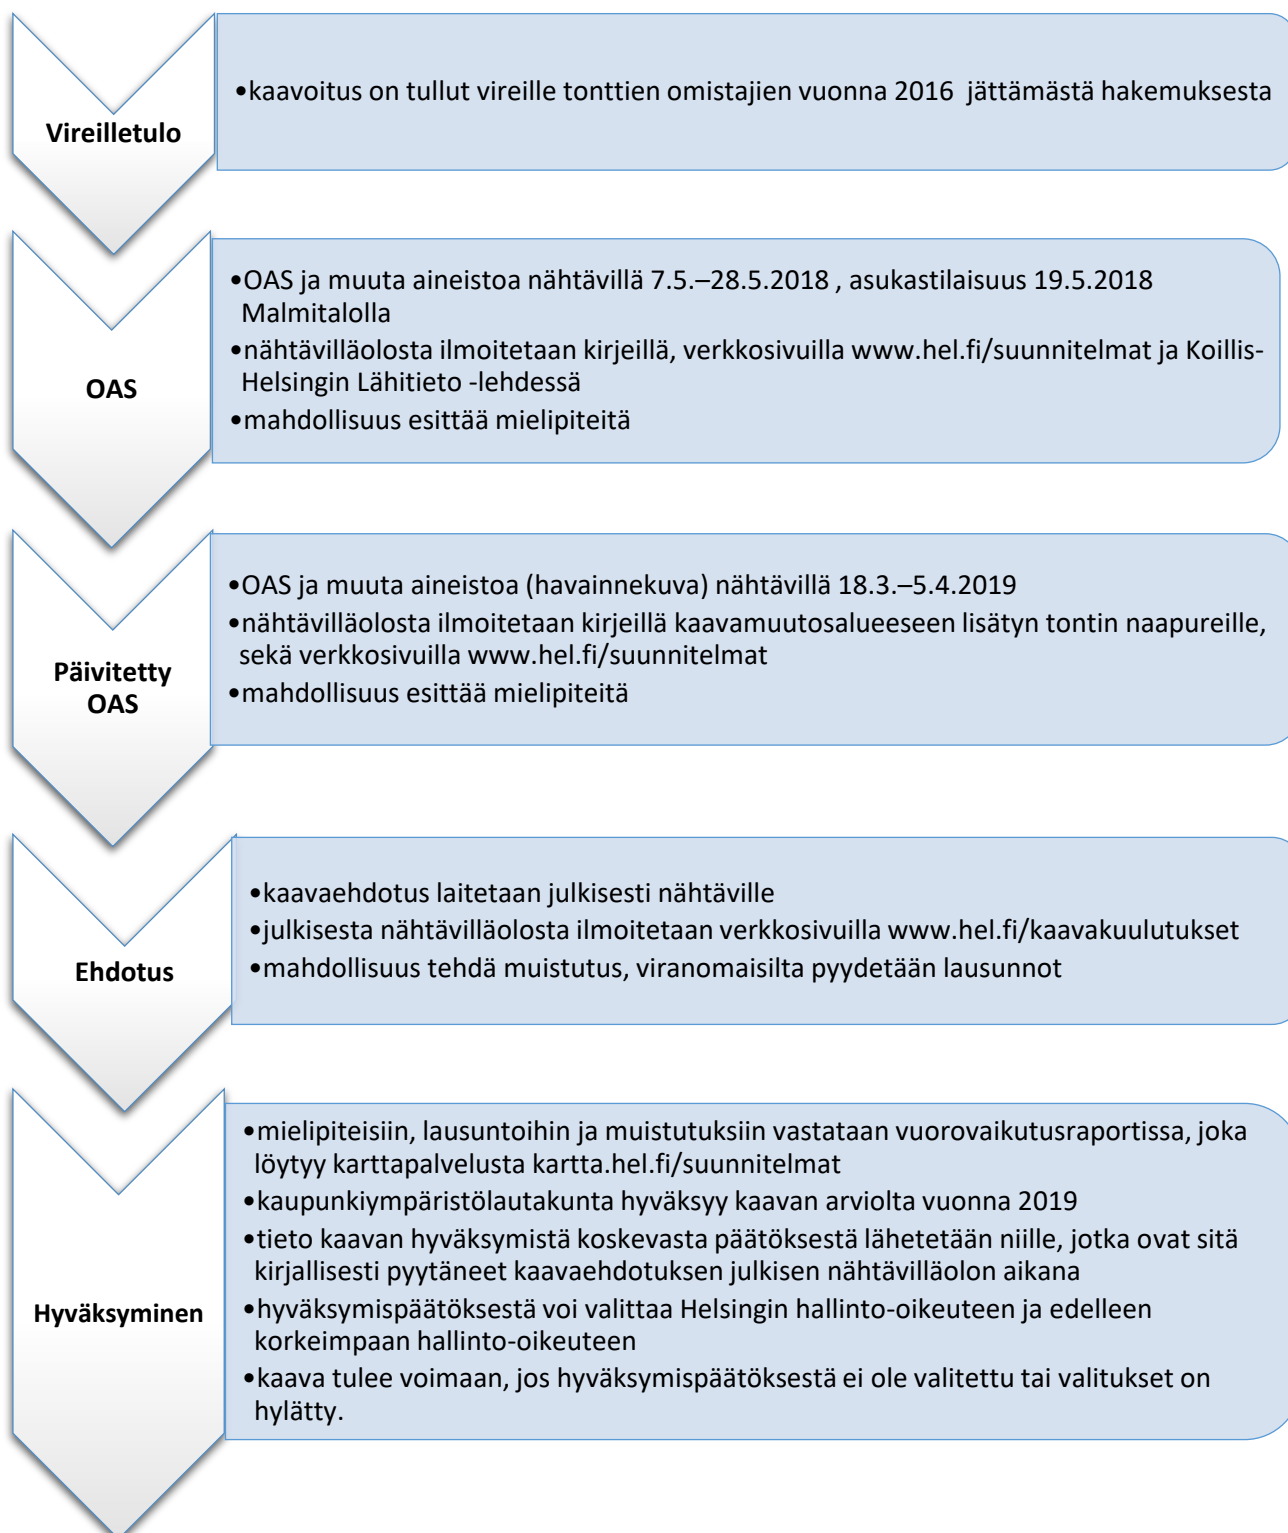 Vireilletulo
•kaavoitus on tullut vireille tonttien omistajien vuonna 2016 jättämästä hakemuksesta
OAS
•OAS ja muuta aineistoa nähtävillä 7.5.–28.5.2018 , asukastilaisuus 19.5.2018
Malmitalolla
•nähtävilläolosta ilmoitetaan kirjeillä, verkkosivuilla www.hel.fi/suunnitelmat ja Koillis-
Helsingin Lähitieto -lehdessä
•mahdollisuus esittää mielipiteitä
Päivitetty
OAS
•OAS ja muuta aineistoa (havainnekuva) nähtävillä 18.3.–5.4.2019
•nähtävilläolosta ilmoitetaan kirjeillä kaavamuutosalueeseen lisätyn tontin naapureille,
sekä verkkosivuilla www.hel.fi/suunnitelmat
•mahdollisuus esittää mielipiteitä
Ehdotus
•kaavaehdotus laitetaan julkisesti nähtäville
•julkisesta nähtävilläolosta ilmoitetaan verkkosivuilla www.hel.fi/kaavakuulutukset
•mahdollisuus tehdä muistutus, viranomaisilta pyydetään lausunnot
Hyväksyminen
•mielipiteisiin, lausuntoihin ja muistutuksiin vastataan vuorovaikutusraportissa, joka
löytyy karttapalvelusta kartta.hel.fi/suunnitelmat
•kaupunkiympäristölautakunta hyväksyy kaavan arviolta vuonna 2019
•tieto kaavan hyväksymistä koskevasta päätöksestä lähetetään niille, jotka ovat sitä
kirjallisesti pyytäneet kaavaehdotuksen julkisen nähtävilläolon aikana
•hyväksymispäätöksestä voi valittaa Helsingin hallinto-oikeuteen ja edelleen
korkeimpaan hallinto-oikeuteen
•kaava tulee voimaan, jos hyväksymispäätöksestä ei ole valitettu tai valitukset on
hylätty.